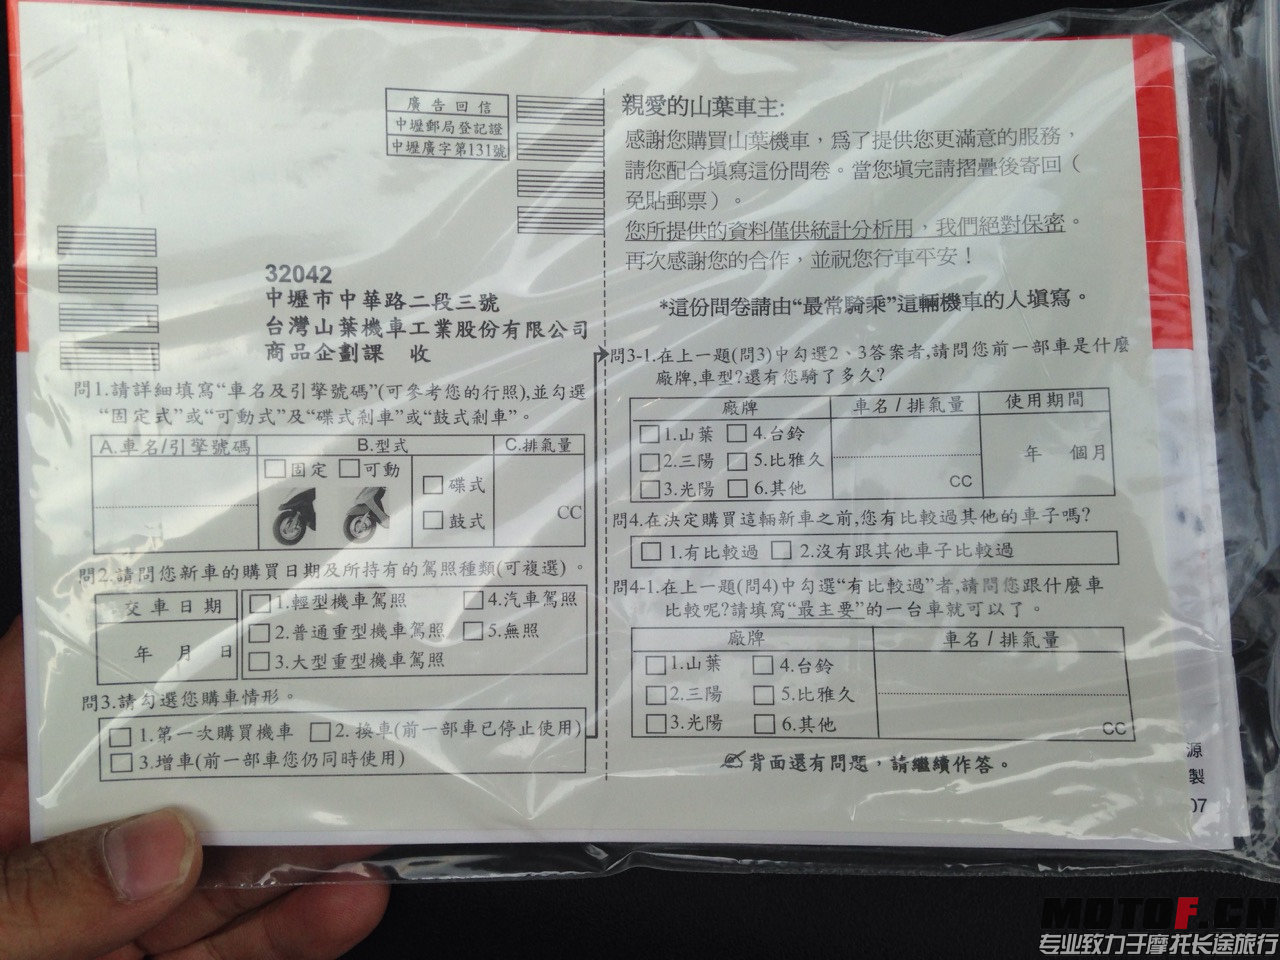 廣告回信
中壢郵局登記證
中壢廣字第131號
32042
中壢市中華路二段三號
台灣山葉機車工業股份有限公司
商品企劃課 收
問1.請詳細填寫“車名及引擎號碼”(可參考您的行照),並勾選
“固定式”或“可動式”及“碟式剎車”或“鼓式剎車”。
A.車名/引擎號碼 B.型式 C.排氣量
固定 可動
碟式
鼓式
CC
問2.請問您新車的購買日期及所持有的駕照種類(可複選)。
交車日期
年 月 日
1.輕型機車駕照 4.汽車駕照
2.普通重型機車駕照 5.無照
3.大型重型機車駕照
問3.請勾選您購車情形。
1.第一次購買機車 2.換車(前一部車已停止使用)
3.增車(前一部車您仍同時使用)
親愛的山葉車主:
感謝您購買山葉機車，爲了提供您更滿意的服務，
請您配合填寫這份問卷。當您填完請摺疊後寄回（
免貼郵票）。
您所提供的資料僅供統計分析用，我們絕對保密。
再次感謝您的合作，並祝您行車平安！
*這份問卷請由“最常騎乘”這輛機車的人填寫。
問3-1.在上一題(問3)中勾選2、3答案者,請問您前一部車是什麼
廠牌,車型?還有您騎了多久?
廠牌 車名/排氣量 使用期間
1.山葉 4.台鈴
2.三陽 5.比雅久
3.光陽 6.其他
CC
年 個月
問4.在決定購買這輛新車之前,您有比較過其他的車子嗎?
1.有比較過 2.沒有跟其他車子比較過
問4-1.在上一題(問4)中勾選“有比較過”者,請問您跟什麼車
比較呢?請填寫“最主要”的一台車就可以了。
廠牌 車名/排氣量
1.山葉 4.台鈴
2.三陽 5.比雅久
3.光陽 6.其他
CC
背面還有問題，請繼續作答。
源
製
07
MOTOF.CN
专业致力于摩托长途旅行